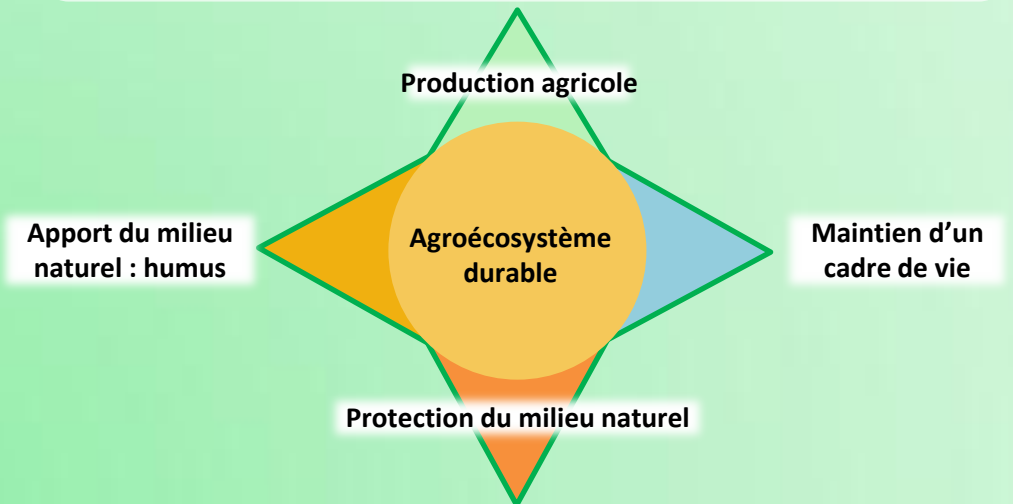 Production agricole
Apport du milieu
naturel : humus
Agroécosystème
durable
Maintien d’un
cadre de vie
Protection du milieu naturel